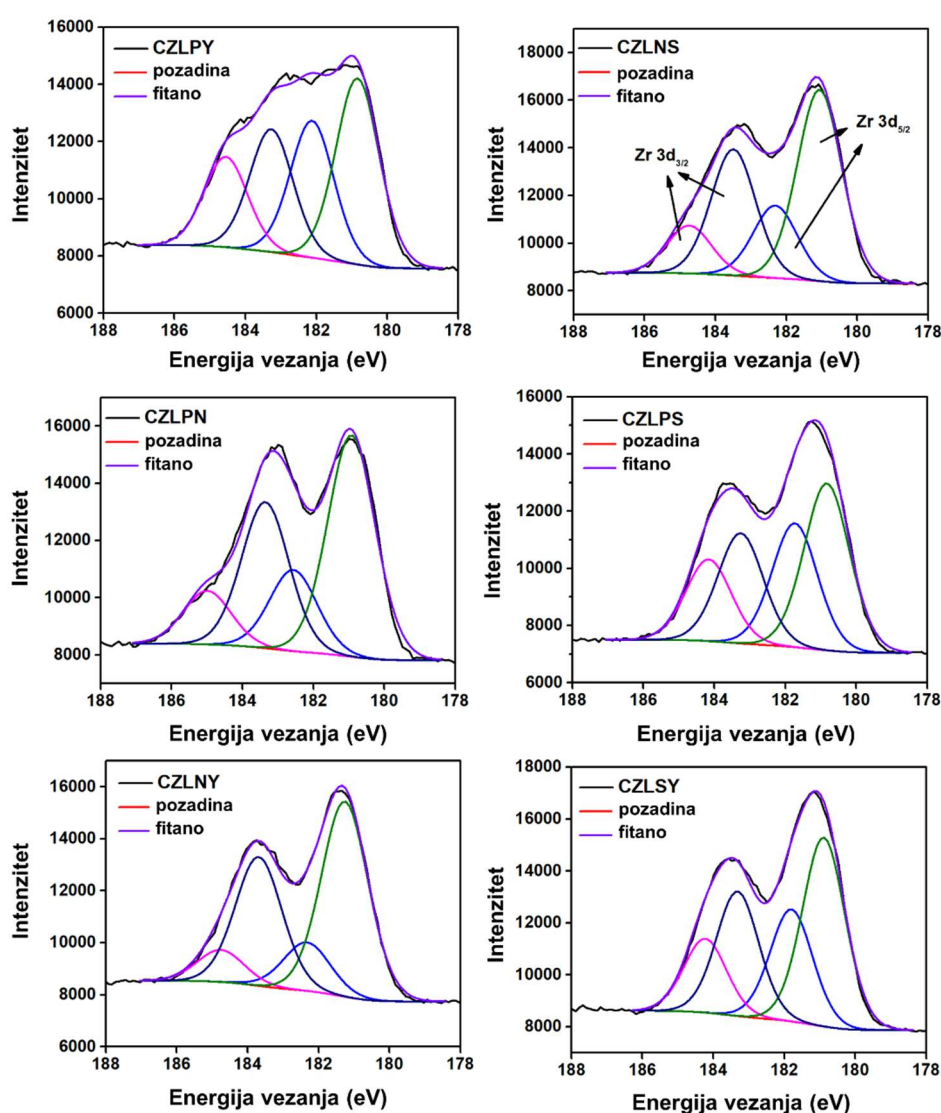 16000
14000
12000
10000
8000
6000
Intenzitet
CZLPY
pozadina
fitano
188 186 184 182 180 178
Energija vezanja (eV)
18000
16000
14000
12000
10000
8000
Intenzitet
CZLNS
pozadina
fitano
Zr 3d5/2
Zr 3d3/2
188 186 184 182 180 178
Energija vezanja (eV)
16000
14000
12000
10000
8000
Intenzitet
CZLPN
pozadina
fitano
188 186 184 182 180 178
Energija vezanja (eV)
16000
14000
12000
10000
8000
6000
Intenzitet
CZLPS
pozadina
fitano
188 186 184 182 180 178
Energija vezanja (eV)
16000
14000
12000
10000
8000
6000
Intenzitet
CZLNY
pozadina
fitano
188 186 184 182 180 178
Energija vezanja (eV)
18000
16000
14000
12000
10000
8000
Intenzitet
CZLSY
pozadina
fitano
188 186 184 182 180 178
Energija vezanja (eV)